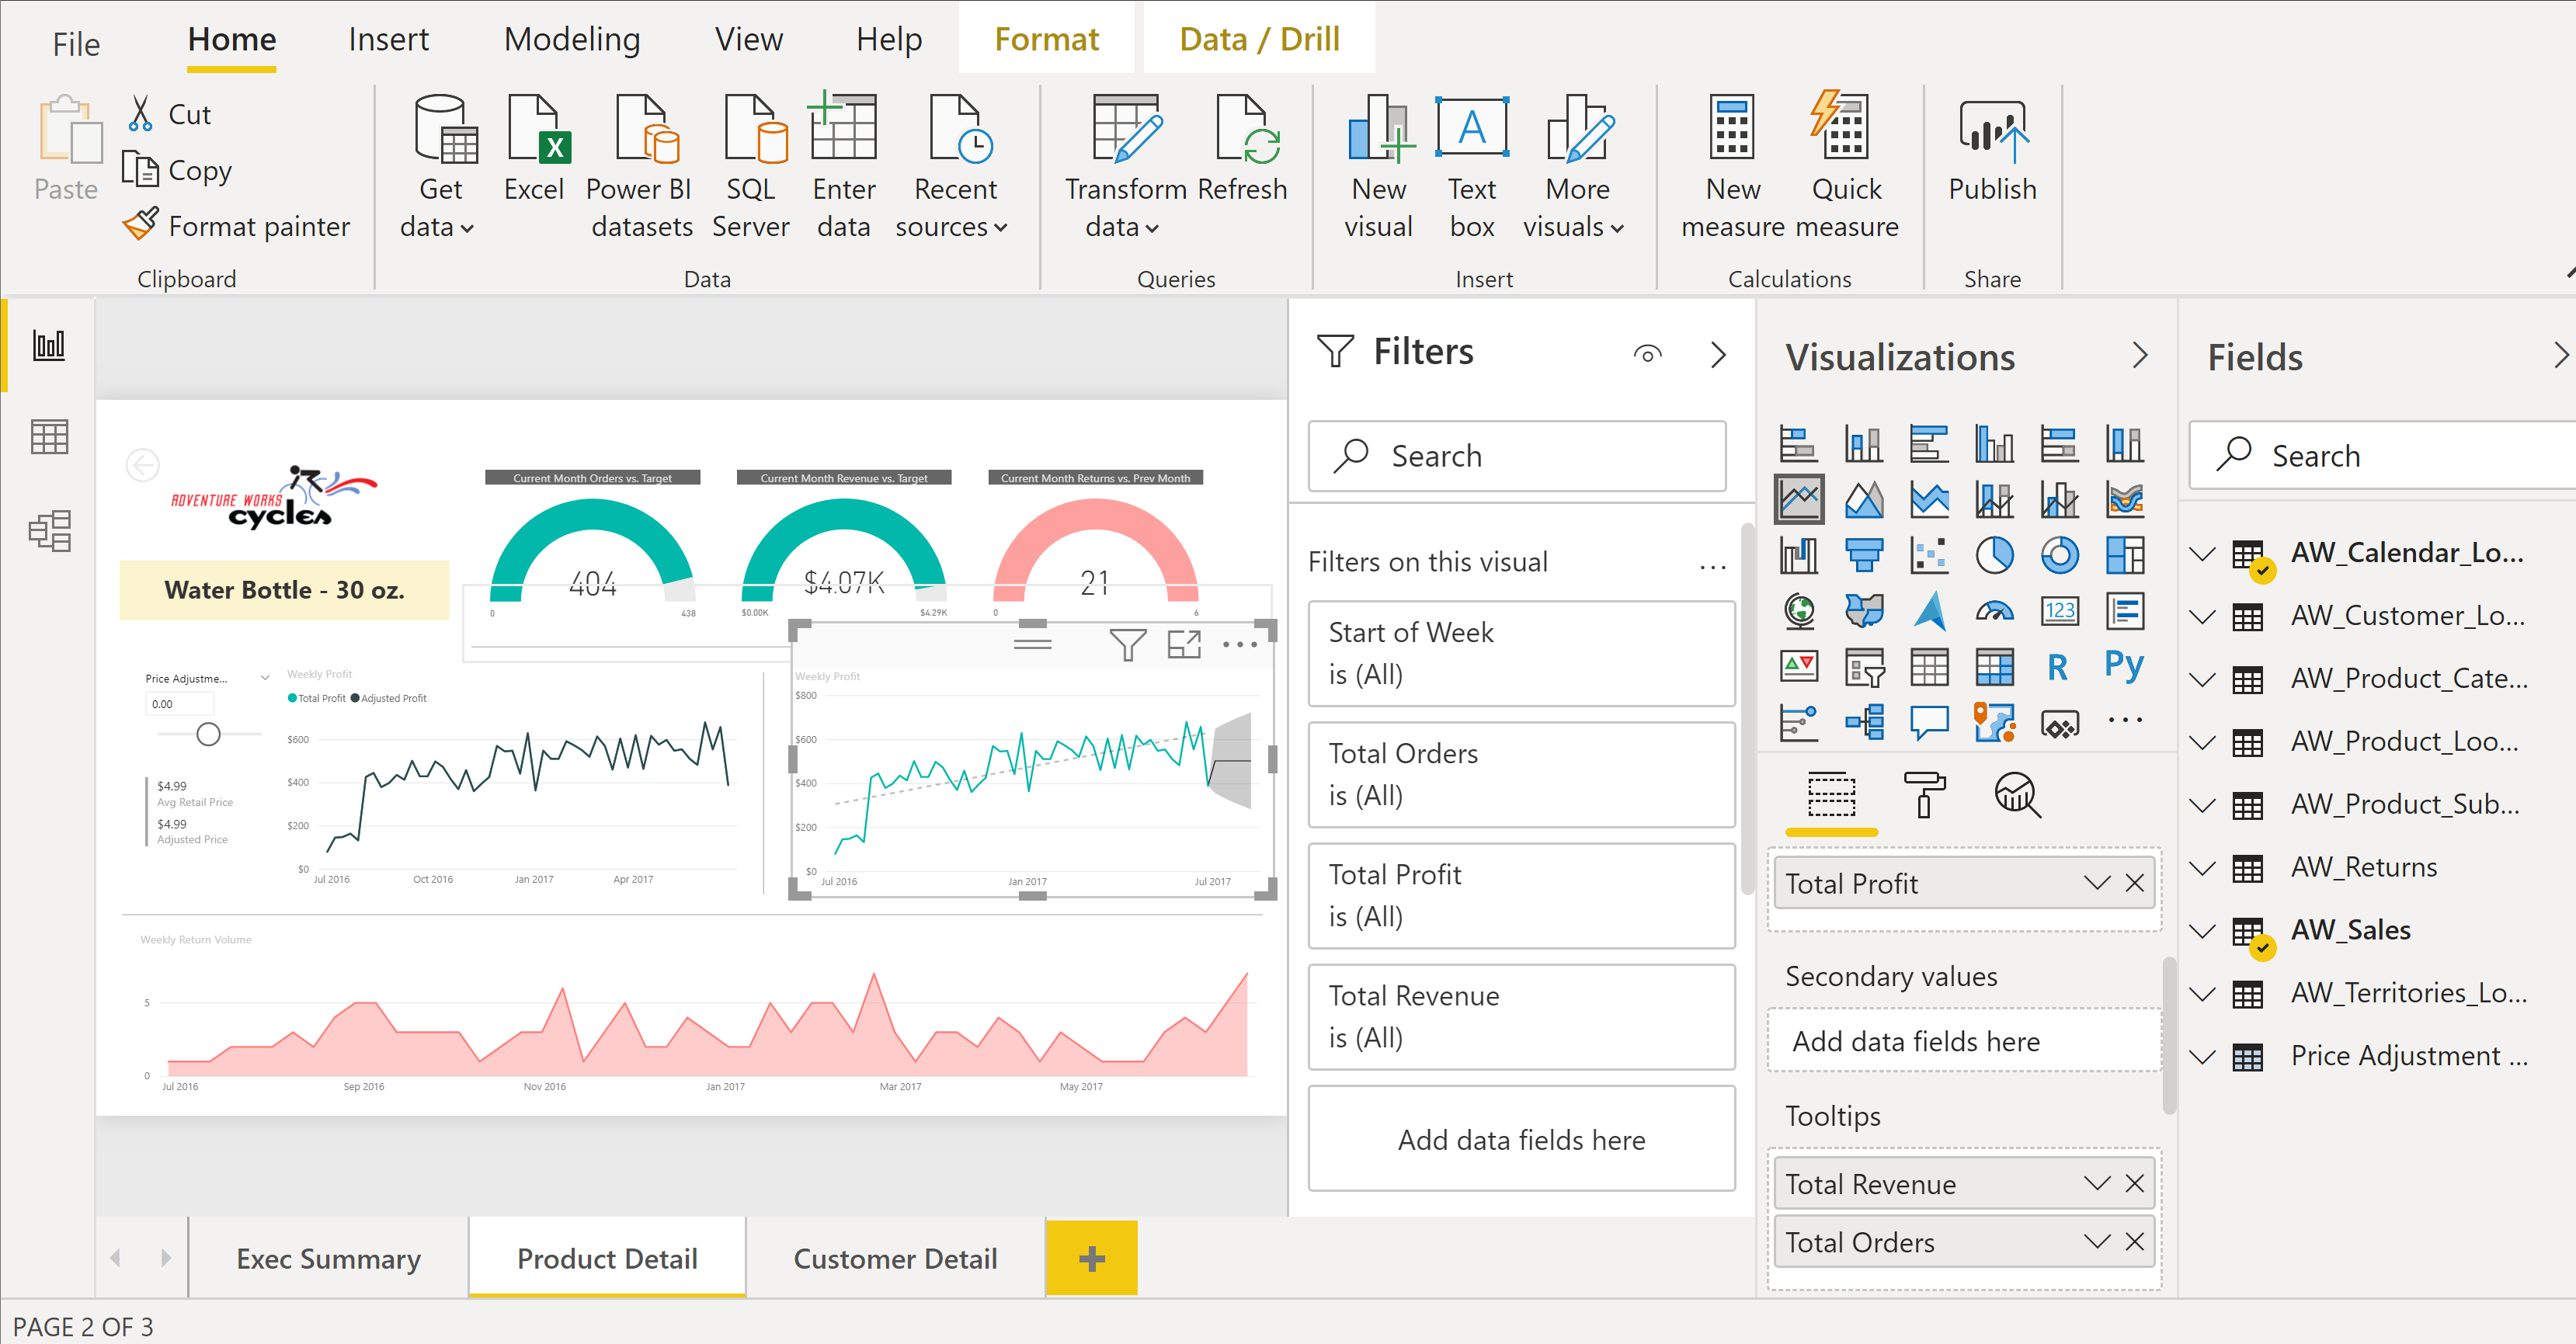 File
Home
Insert
Modeling
View
Help
Format
Data / Drill
Paste
Cut
Copy
Format painter
Clipboard
Get
data
Excel
Power BI
datasets
SQL
Server
Enter
data
Recent
sources
Data
Transform
data
Refresh
Queries
New
visual
Text
box
More
visuals
Insert
New
measure
Quick
measure
Calculations
Publish
Share
ADVENTURE WORKS
cycles
Water Bottle - 30 oz.
Current Month Orders vs. Target
404
0
438
Current Month Revenue vs. Target
$4.07K
$0.00K
$4.29K
Current Month Returns vs. Prev Month
21
0
6
Price Adjustme...
0.00
$4.99
Avg Retail Price
$4.99
Adjusted Price
Weekly Profit
Total Profit
Adjusted Profit
$600
$400
$200
$0
Jul 2016
Oct 2016
Jan 2017
Apr 2017
Weekly Profit
$800
$600
$400
$200
$0
Jul 2016
Jan 2017
Jul 2017
Weekly Return Volume
5
0
Jul 2016
Sep 2016
Nov 2016
Jan 2017
Mar 2017
May 2017
Filters
Search
Filters on this visual
...
Start of Week
is (All)
Total Orders
is (All)
Total Profit
is (All)
Total Revenue
is (All)
Add data fields here
Visualizations
123
R
Py
...
Total Profit
Secondary values
Add data fields here
Tooltips
Total Revenue
Total Orders
Fields
Search
AW_Calendar_Lo...
AW_Customer_Lo...
AW_Product_Cate...
AW_Product_Loo...
AW_Product_Sub...
AW_Returns
AW_Sales
AW_Territories_Lo...
Price Adjustment ...
Exec Summary
Product Detail
Customer Detail
PAGE 2 OF 3